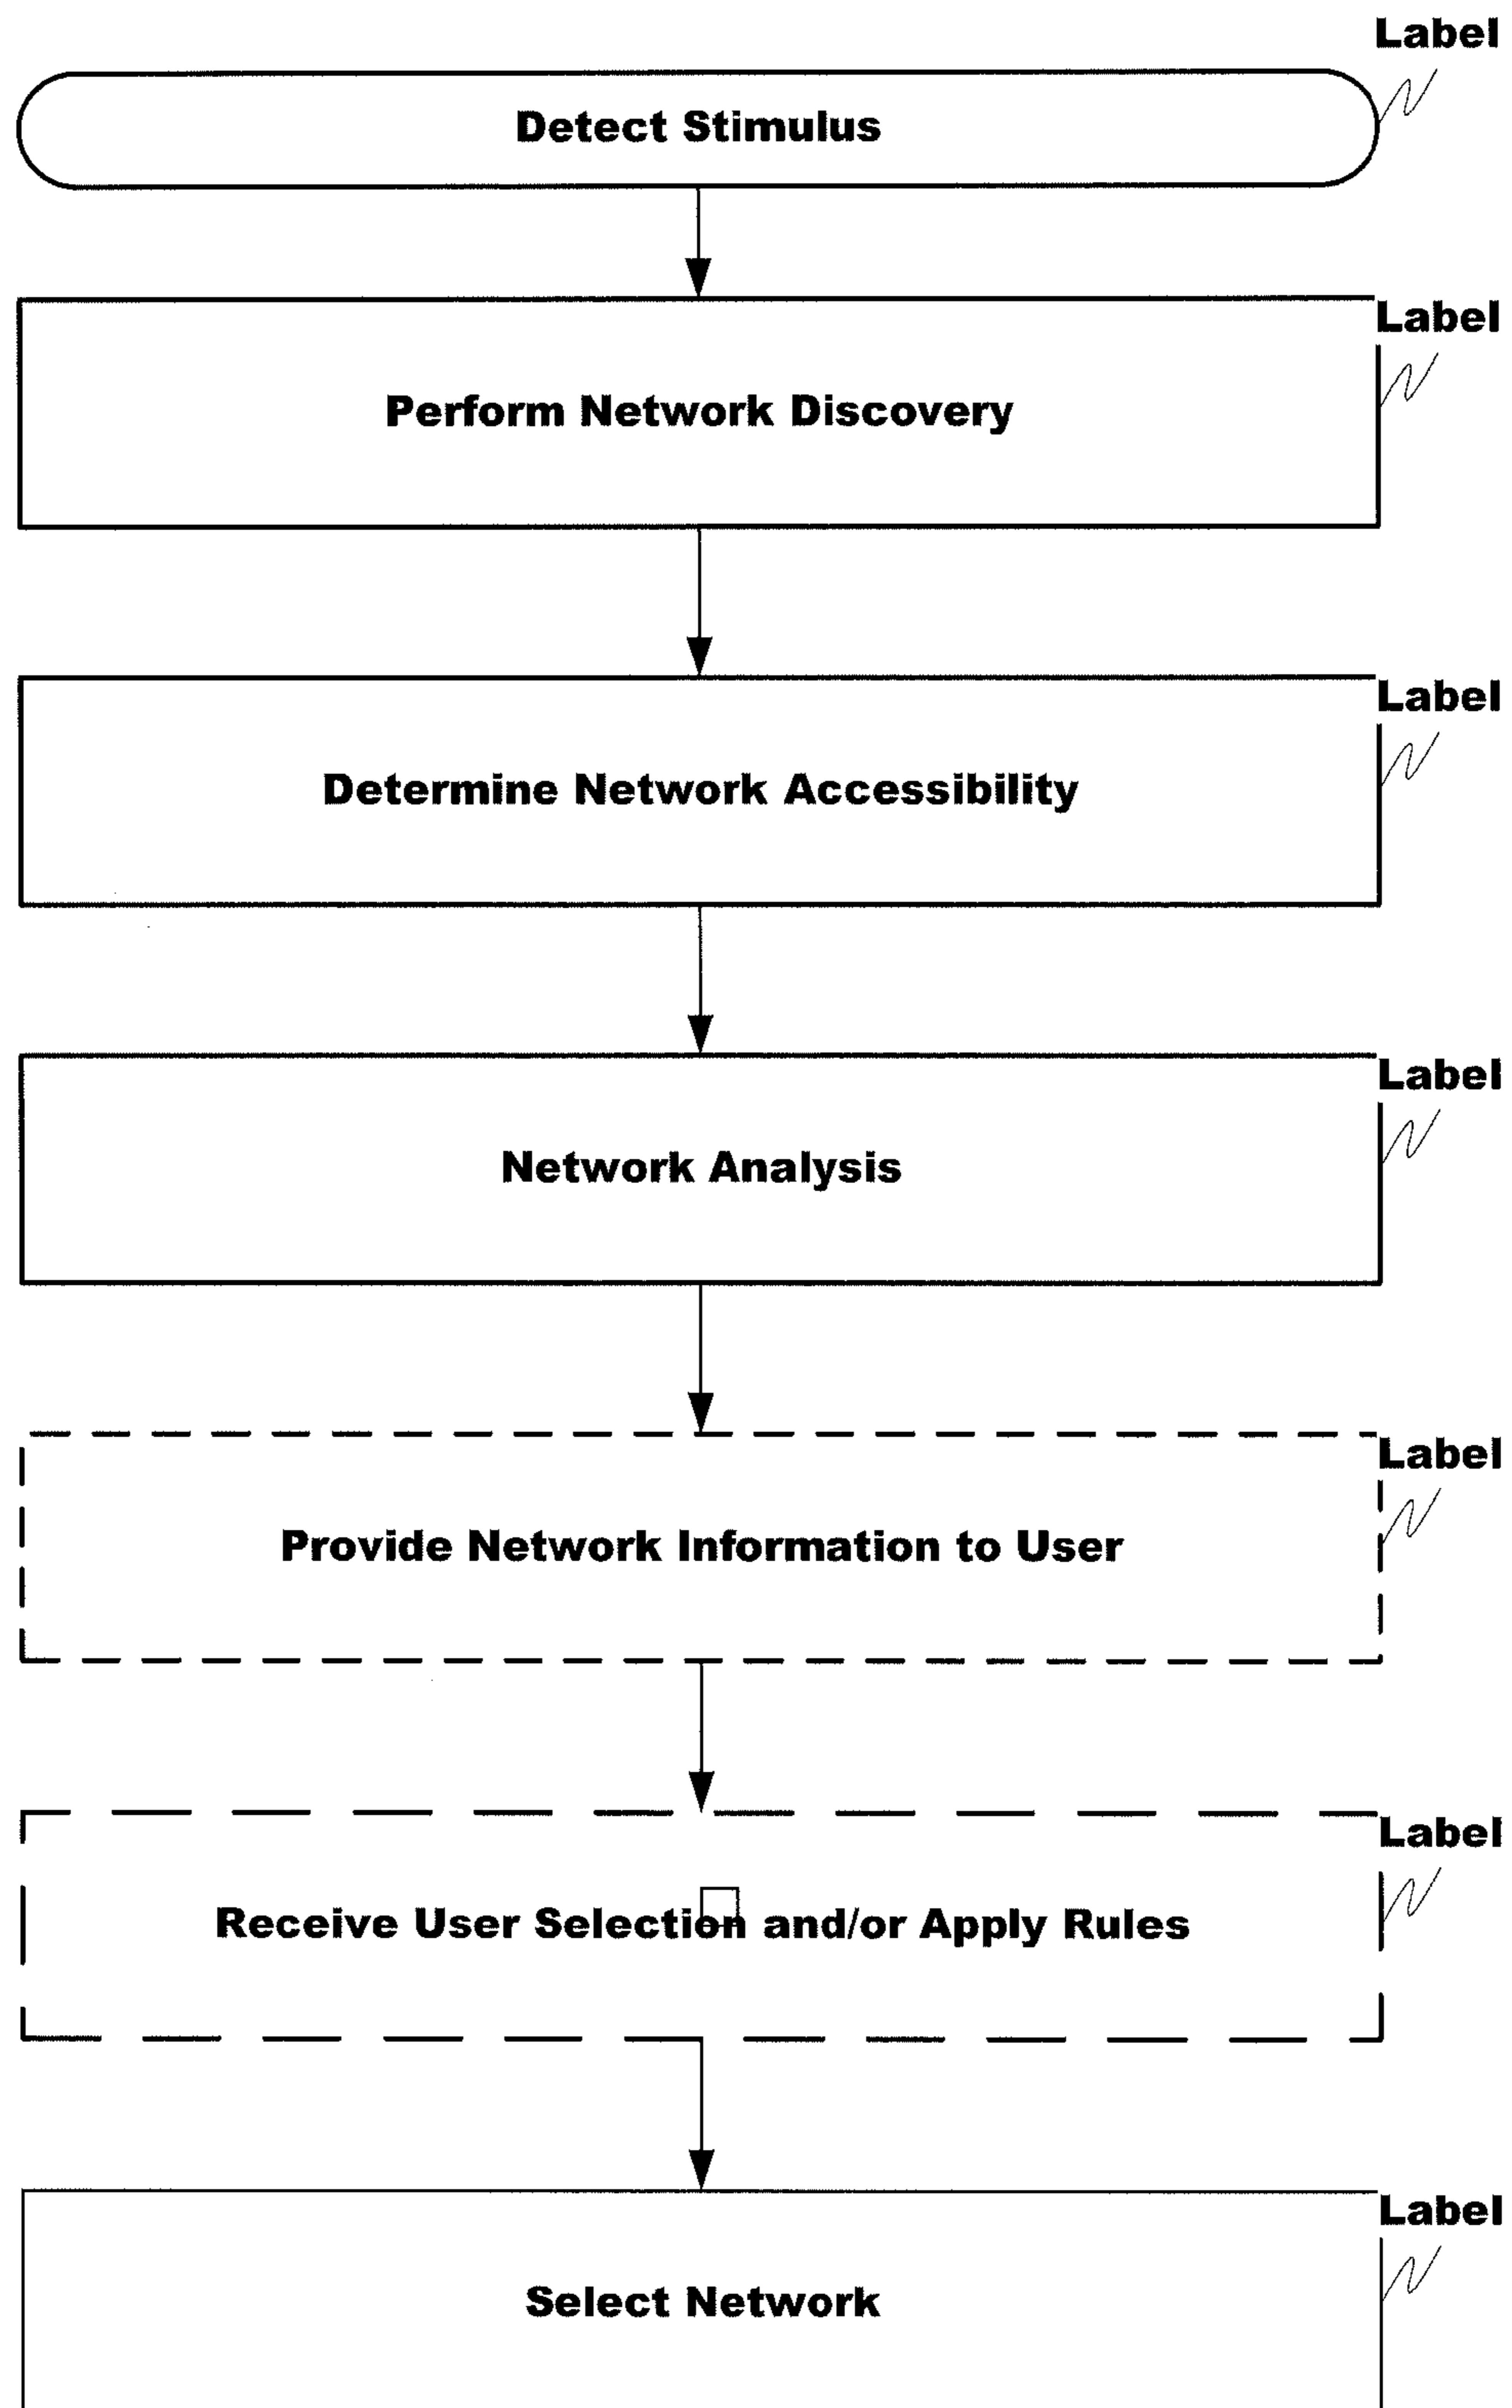 Label
Detect Stimulus
Label
Perform Network Discovery
Label
Determine Network Accessibility
Label
Network Analysis
Label
Provide Network Information to User
Label
Receive User Selection and/or Apply Rules
Label
Select Network